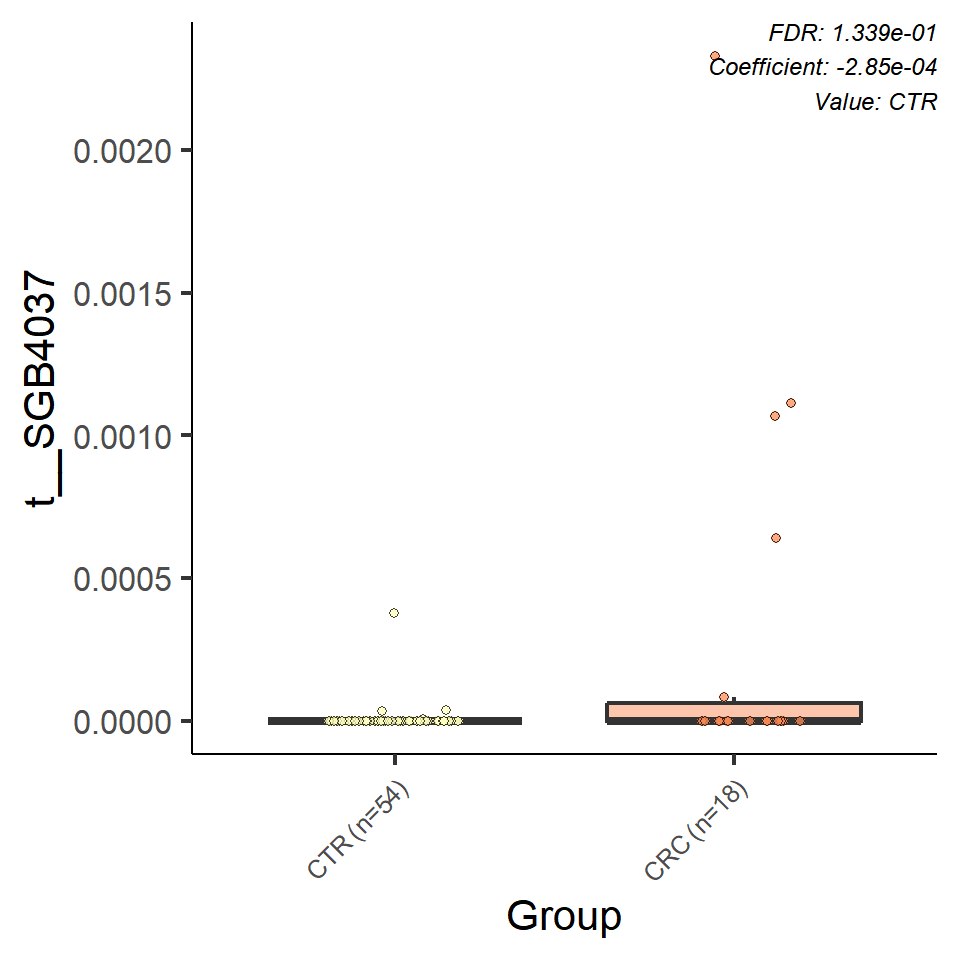 FDR: 1.339e-01
Coefficient: -2.85e-04
Value: CTR
0.0020
0.0015
0.0010
0.0005
0.0000
t__SGB4037
CTR (n=54)
CRC (n=18)
Group